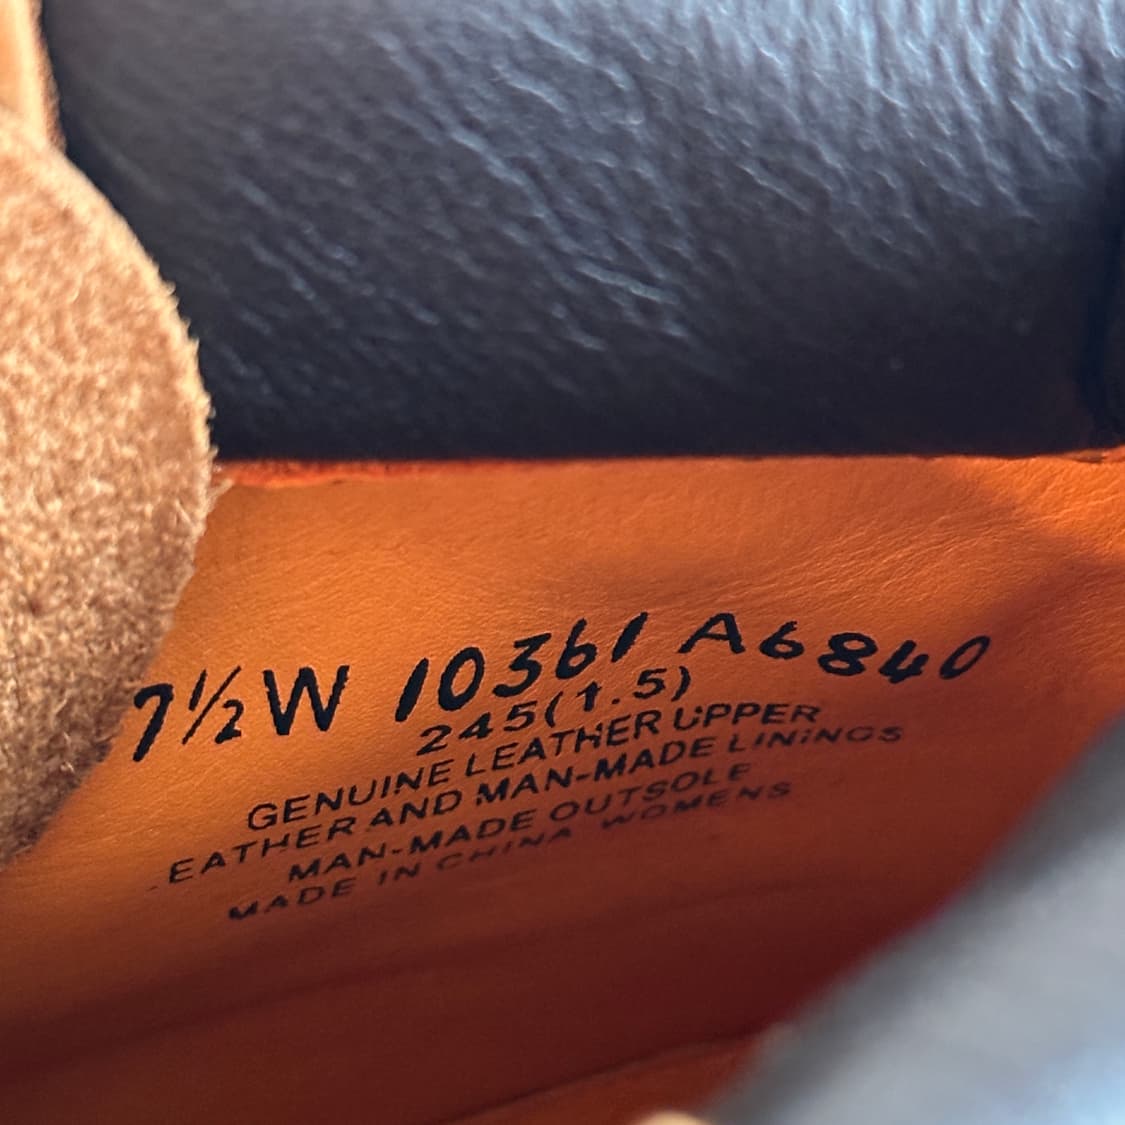 7½W 10361 A6840
245(1.5)
GENUINE LEATHER UPPER
EATHER AND MAN-MADE LININGS
MAN-MADE OUTSOLE
MADE IN CHINA WOMENS